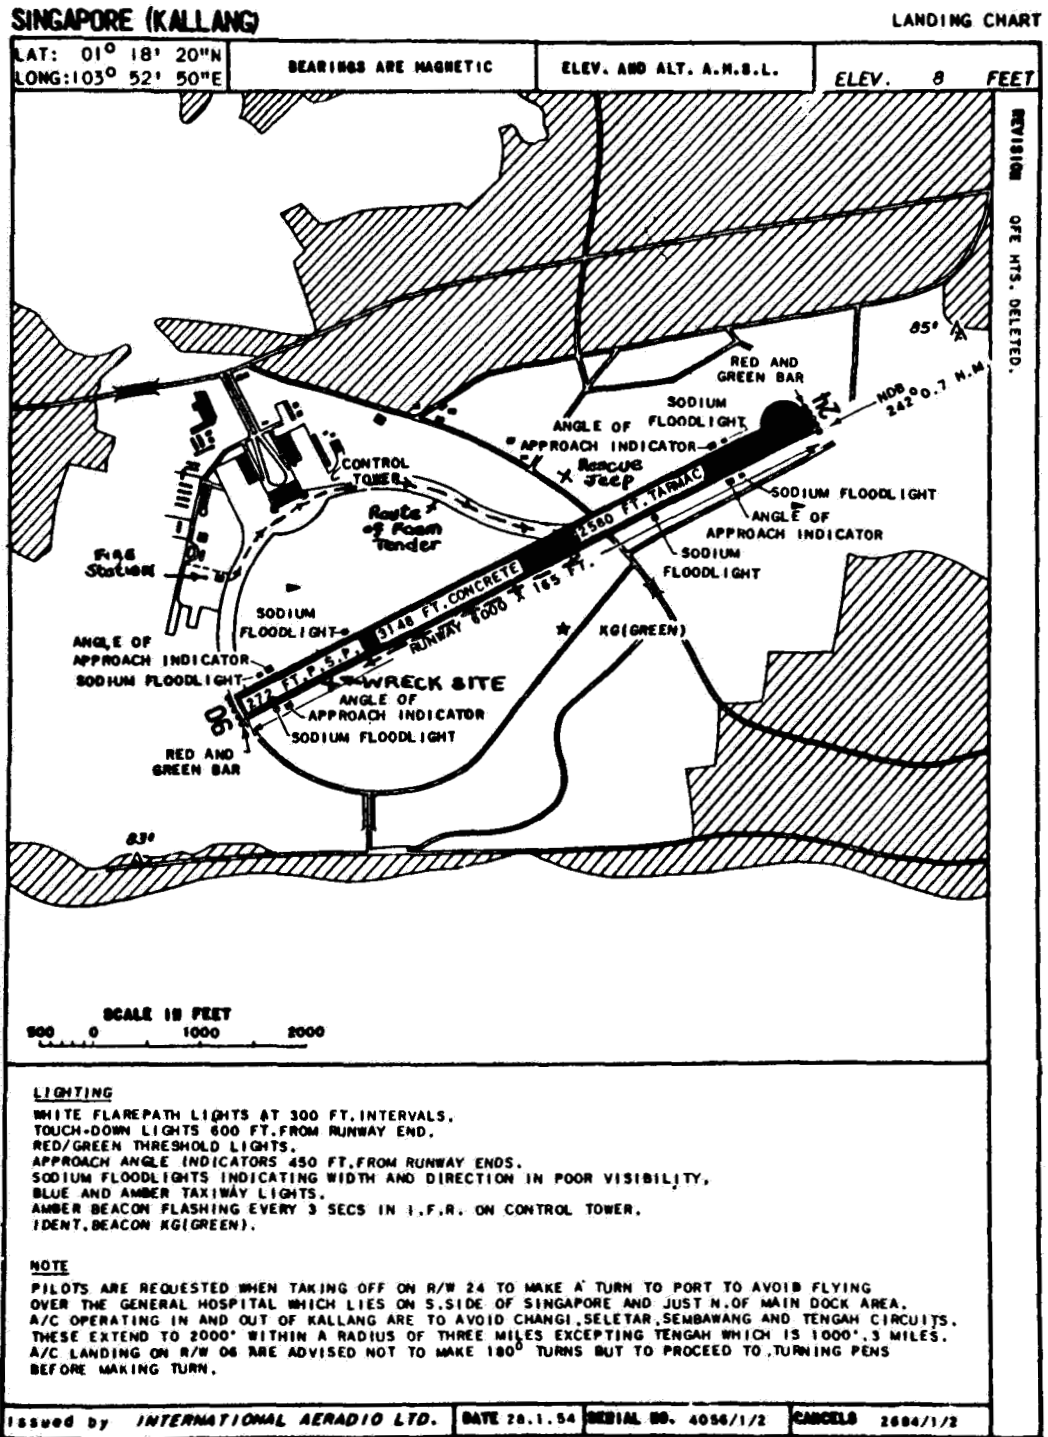 SINGAPORE (KALLANG)
LANDING CHART
LAT: 01° 18' 20"N
LONG:103° 52' 50"E
BEARINGS ARE MAGNETIC
ELEV. AND ALT. A.M.S.L.
ELEV. 8 FEET
REVISION OFE HTS. DELETED.
85'
RED AND
GREEN BAR
NDB
242° 0.7 N.M
24
SODIUM
FLOODLIGHT
ANGLE OF
APPROACH INDICATOR
CONTROL
TOWER
Rescue
Jeep
2580 FT. TARMAC
SODIUM FLOODLIGHT
Route
of Foam
Tender
ANGLE OF
APPROACH INDICATOR
FIRE
Station
SODIUM
FLOODLIGHT
3148 FT. CONCRETE
RUNWAY 6000 X 165 FT.
SODIUM
FLOODLIGHT
KG(GREEN)
ANGLE OF
APPROACH INDICATOR
SODIUM FLOODLIGHT
272 FT. P.S.P.
WRECK SITE
06
ANGLE OF
APPROACH INDICATOR
SODIUM FLOODLIGHT
RED AND
GREEN BAR
83'
SCALE IN FEET
500 0 1000 2000
LIGHTING
WHITE FLAREPATH LIGHTS AT 300 FT. INTERVALS.
TOUCH-DOWN LIGHTS 600 FT. FROM RUNWAY END.
RED/GREEN THRESHOLD LIGHTS.
APPROACH ANGLE INDICATORS 450 FT. FROM RUNWAY ENDS.
SODIUM FLOODLIGHTS INDICATING WIDTH AND DIRECTION IN POOR VISIBILITY.
BLUE AND AMBER TAXIWAY LIGHTS.
AMBER BEACON FLASHING EVERY 3 SECS IN I.F.R. ON CONTROL TOWER.
IDENT. BEACON KG(GREEN).
NOTE
PILOTS ARE REQUESTED WHEN TAKING OFF ON R/W 24 TO MAKE A TURN TO PORT TO AVOID FLYING
OVER THE GENERAL HOSPITAL WHICH LIES ON S.SIDE OF SINGAPORE AND JUST N.OF MAIN DOCK AREA.
A/C OPERATING IN AND OUT OF KALLANG ARE TO AVOID CHANGI, SELETAR, SEMBAWANG AND TENGAH CIRCUITS.
THESE EXTEND TO 2000' WITHIN A RADIUS OF THREE MILES EXCEPTING TENGAH WHICH IS 1000', 3 MILES.
A/C LANDING ON R/W 06 ARE ADVISED NOT TO MAKE 180° TURNS BUT TO PROCEED TO TURNING PENS
BEFORE MAKING TURN.
Issued by INTERNATIONAL AERADIO LTD.
DATE 28.1.54
SERIAL NO. 4056/1/2
CANCELS 2684/1/2